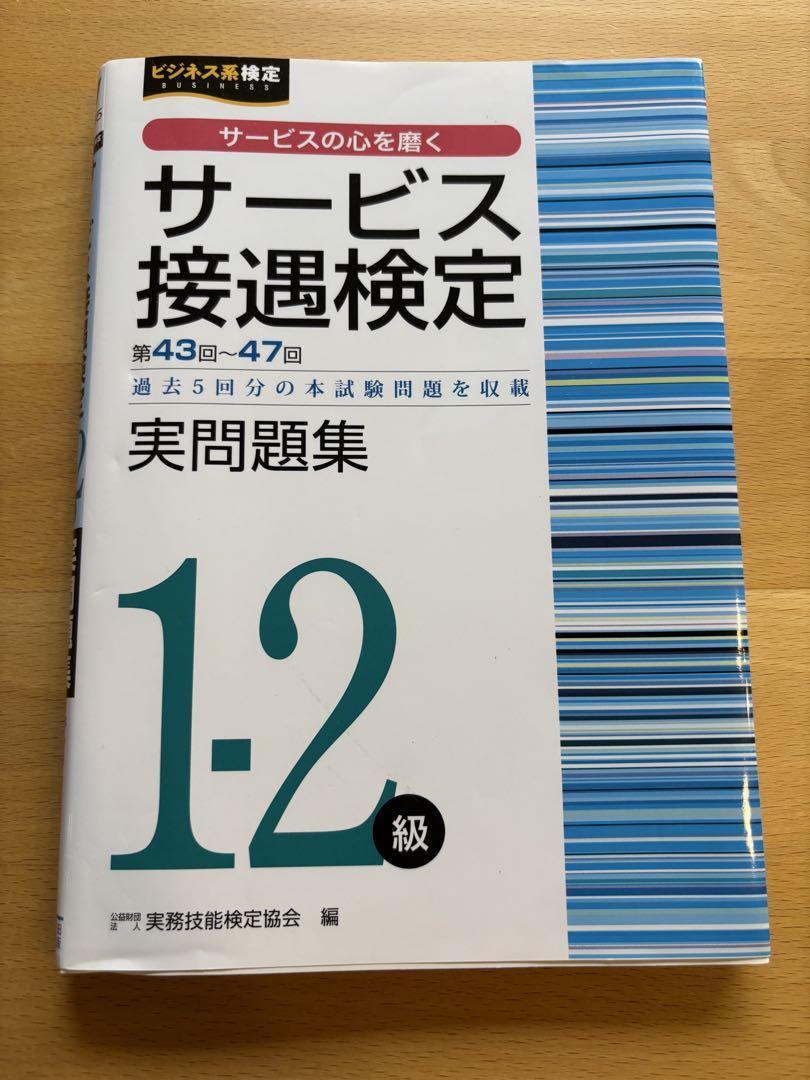 ビジネス系検定
BUSINESS
サービスの心を磨く
サービス
接遇検定
第43回～47回
過去5回分の本試験問題を収載
実問題集
1-2
級
公益財団
法人
実務技能検定協会 編